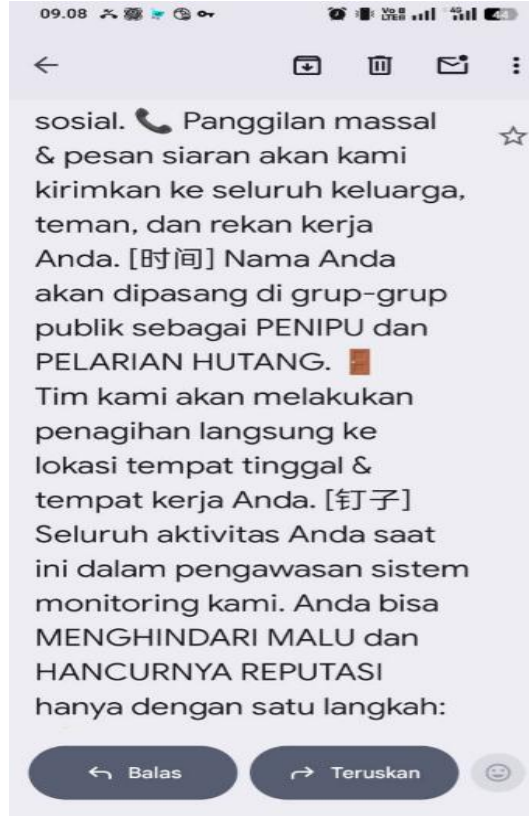 09.08
sosial. 📞 Panggilan massal
& pesan siaran akan kami
kirimkan ke seluruh keluarga,
teman, dan rekan kerja
Anda. [时间] Nama Anda
akan dipasang di grup-grup
publik sebagai PENIPU dan
PELARIAN HUTANG. 🚪
Tim kami akan melakukan
penagihan langsung ke
lokasi tempat tinggal &
tempat kerja Anda. [钉子]
Seluruh aktivitas Anda saat
ini dalam pengawasan sistem
monitoring kami. Anda bisa
MENGHINDARI MALU dan
HANCURNYA REPUTASI
hanya dengan satu langkah:
Balas
Teruskan